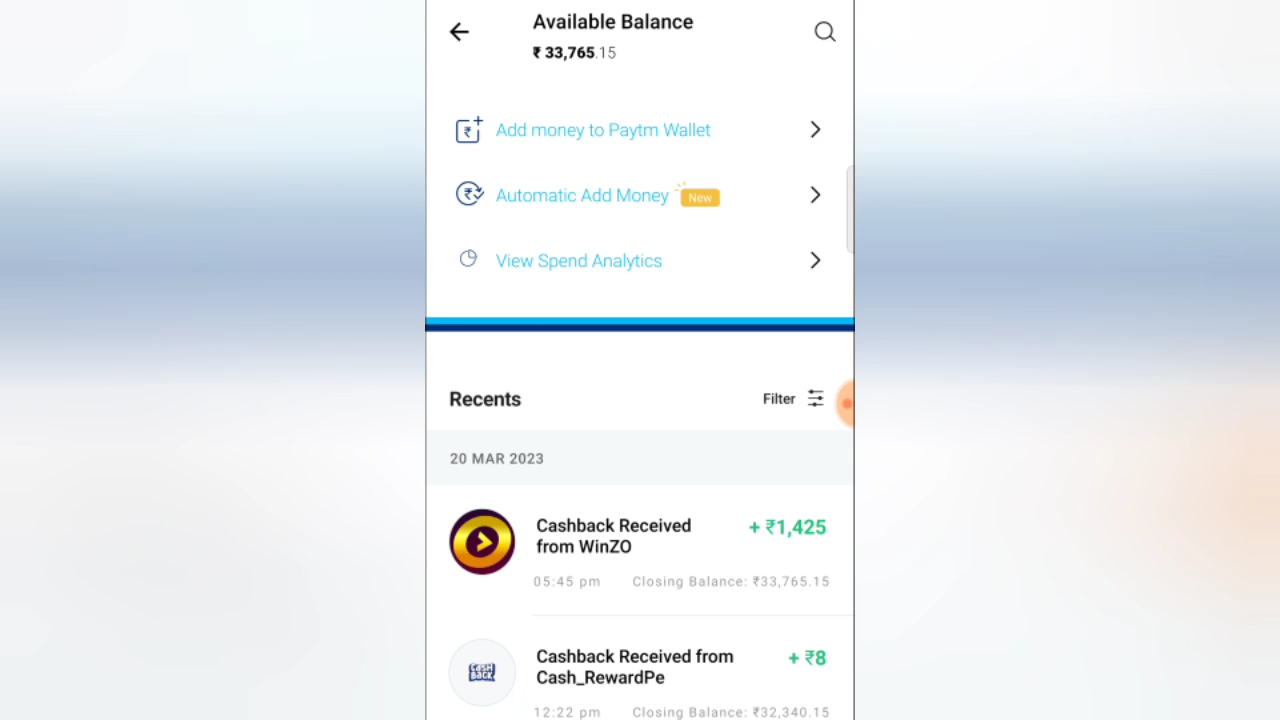 Available Balance
₹ 33,765.15
Add money to Paytm Wallet
Automatic Add Money New
View Spend Analytics
Recents
Filter
20 MAR 2023
Cashback Received + ₹1,425
from WinZO
05:45 pm Closing Balance: ₹33,765.15
Cashback Received from + ₹8
CASH
BACK
Cash_RewardPe
12:22 pm Closing Balance: ₹32,340.15